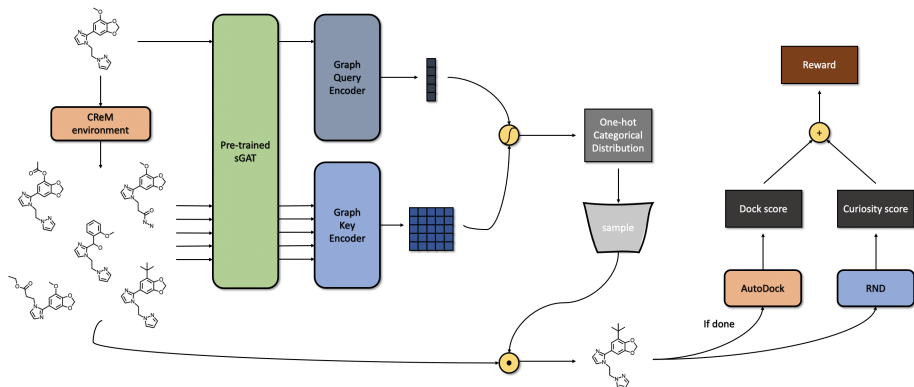 CReM
environment
Pre-trained
sGAT
Graph
Query
Encoder
Graph
Key
Encoder
∫
One-hot
Categorical
Distribution
sample
Reward
+
Dock score
Curiosity score
AutoDock
RND
If done